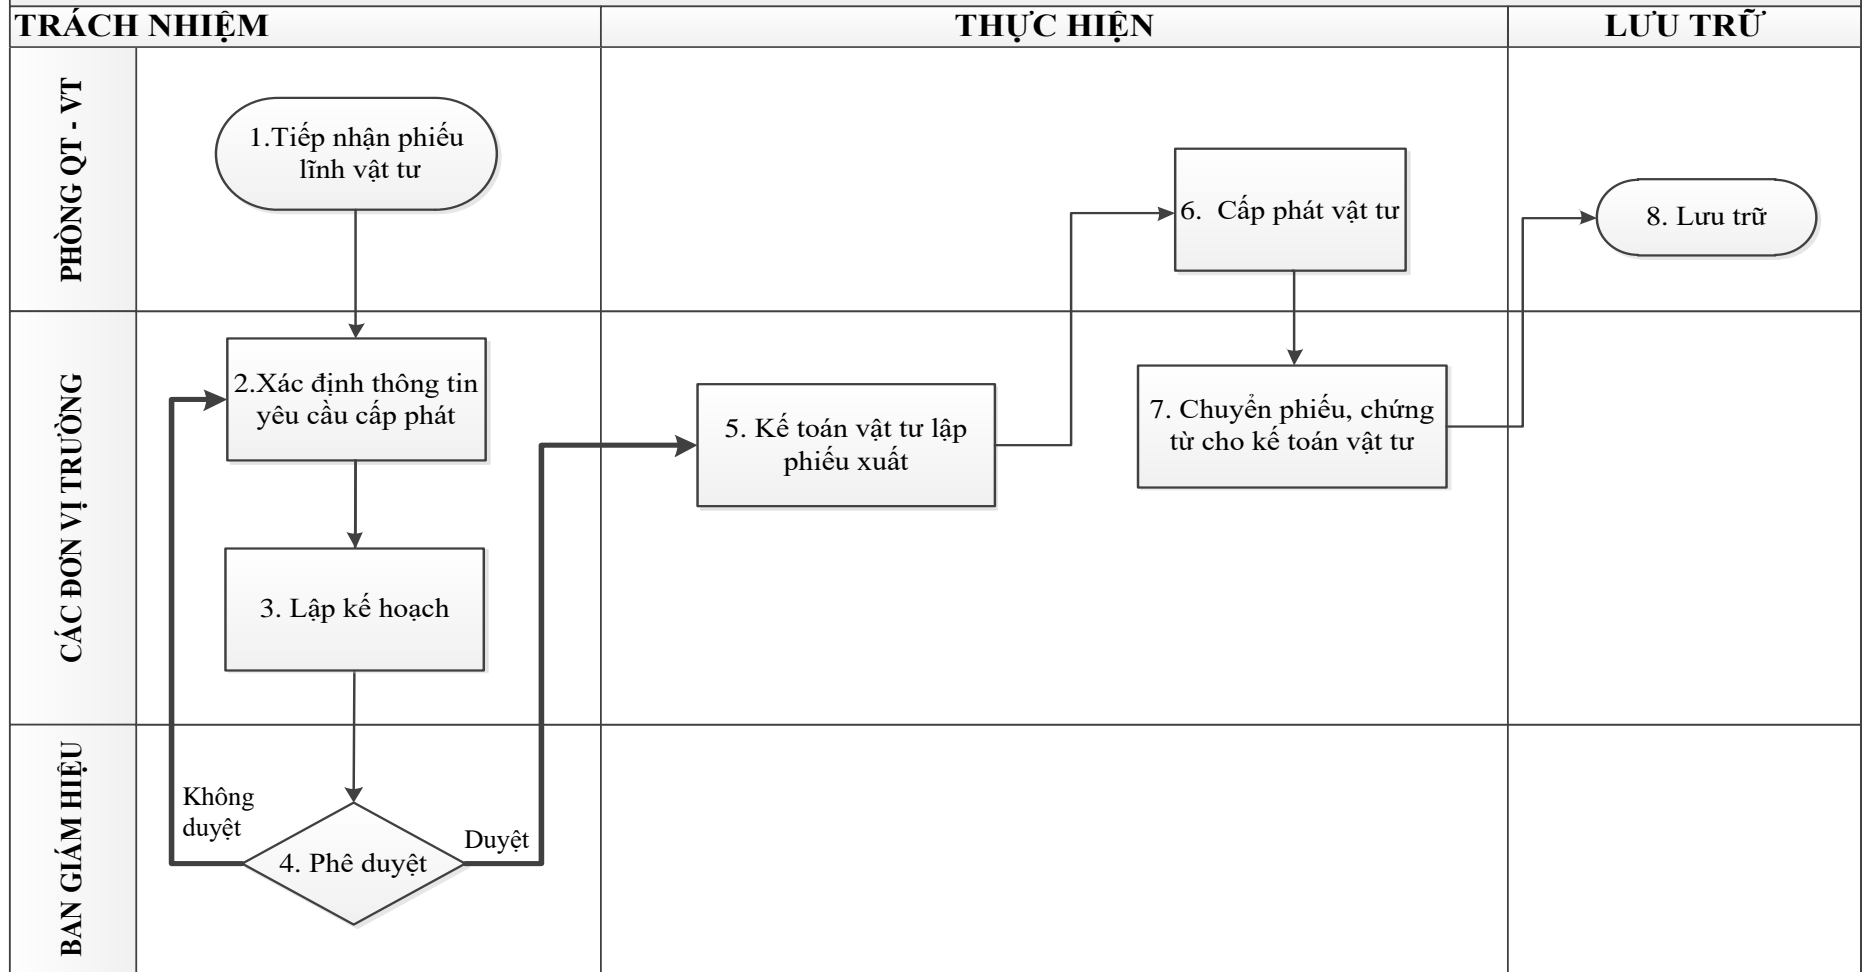 TRÁCH NHIỆM
THỰC HIỆN
LƯU TRỮ
PHÒNG QT - VT
1.Tiếp nhận phiếu
lĩnh vật tư
6. Cấp phát vật tư
8. Lưu trữ
CÁC ĐƠN VỊ TRƯỜNG
2.Xác định thông tin
yêu cầu cấp phát
5. Kế toán vật tư lập
phiếu xuất
7. Chuyển phiếu, chứng
từ cho kế toán vật tư
3. Lập kế hoạch
BAN GIÁM HIỆU
Không
duyệt
Duyệt
4. Phê duyệt